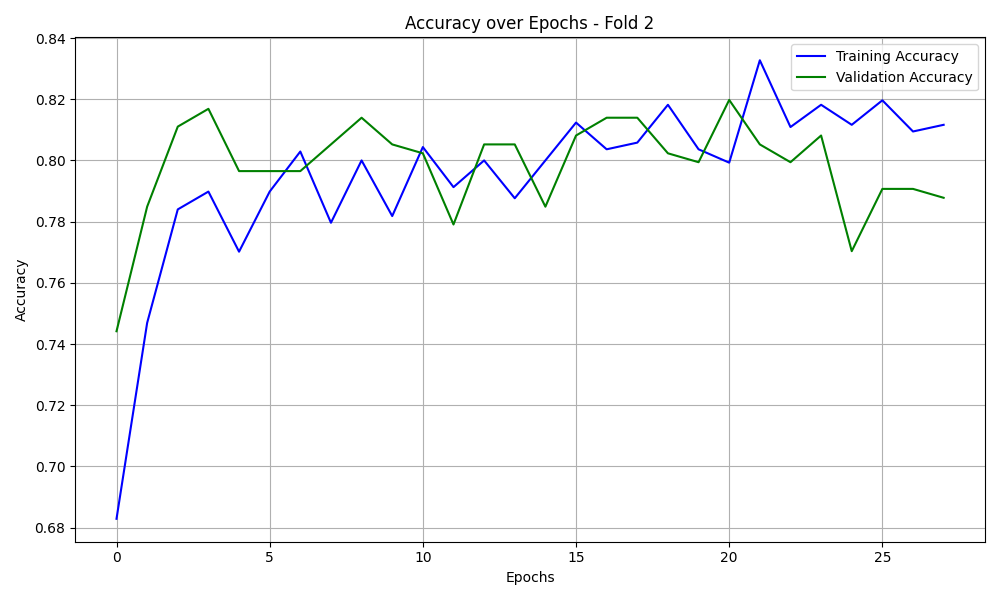 Accuracy over Epochs - Fold 2
Training Accuracy
Validation Accuracy
Accuracy
0.84
0.82
0.80
0.78
0.76
0.74
0.72
0.70
0.68
0 5 10 15 20 25
Epochs